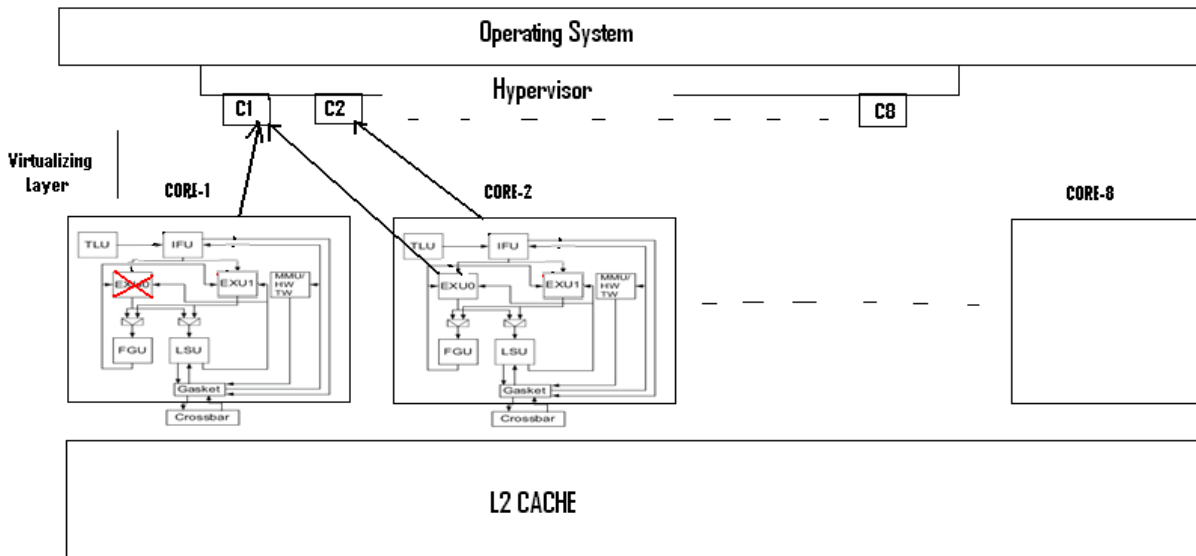 Operating System
Hypervisor
C1
C2
C8
Virtualizing
Layer
CORE-1
CORE-2
CORE-8
TLU
IFU
EXU0
EXU1
MMU/
HW
TW
FGU
LSU
Gasket
Crossbar
TLU
IFU
EXU0
EXU1
MMU/
HW
TW
FGU
LSU
Gasket
Crossbar
L2 CACHE